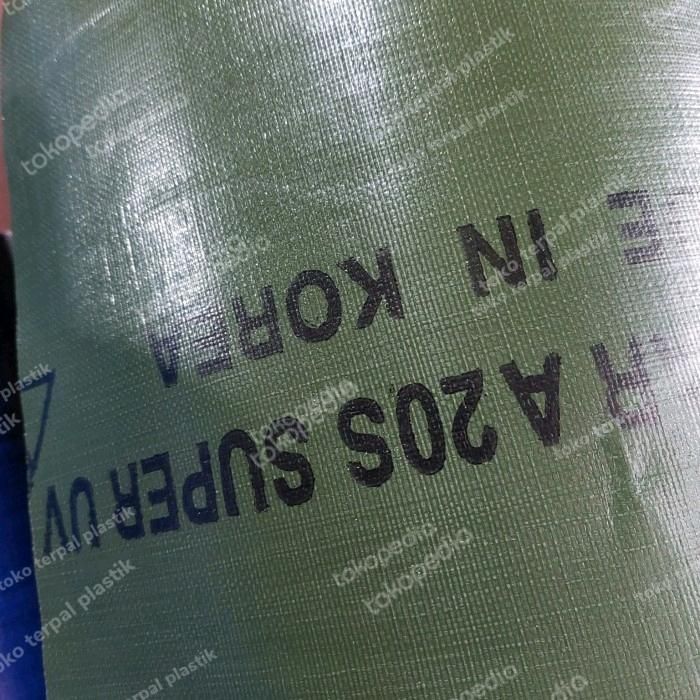 R A 20S SUPER UV
E IN KOREA
tokopedia
toko terpal plastik